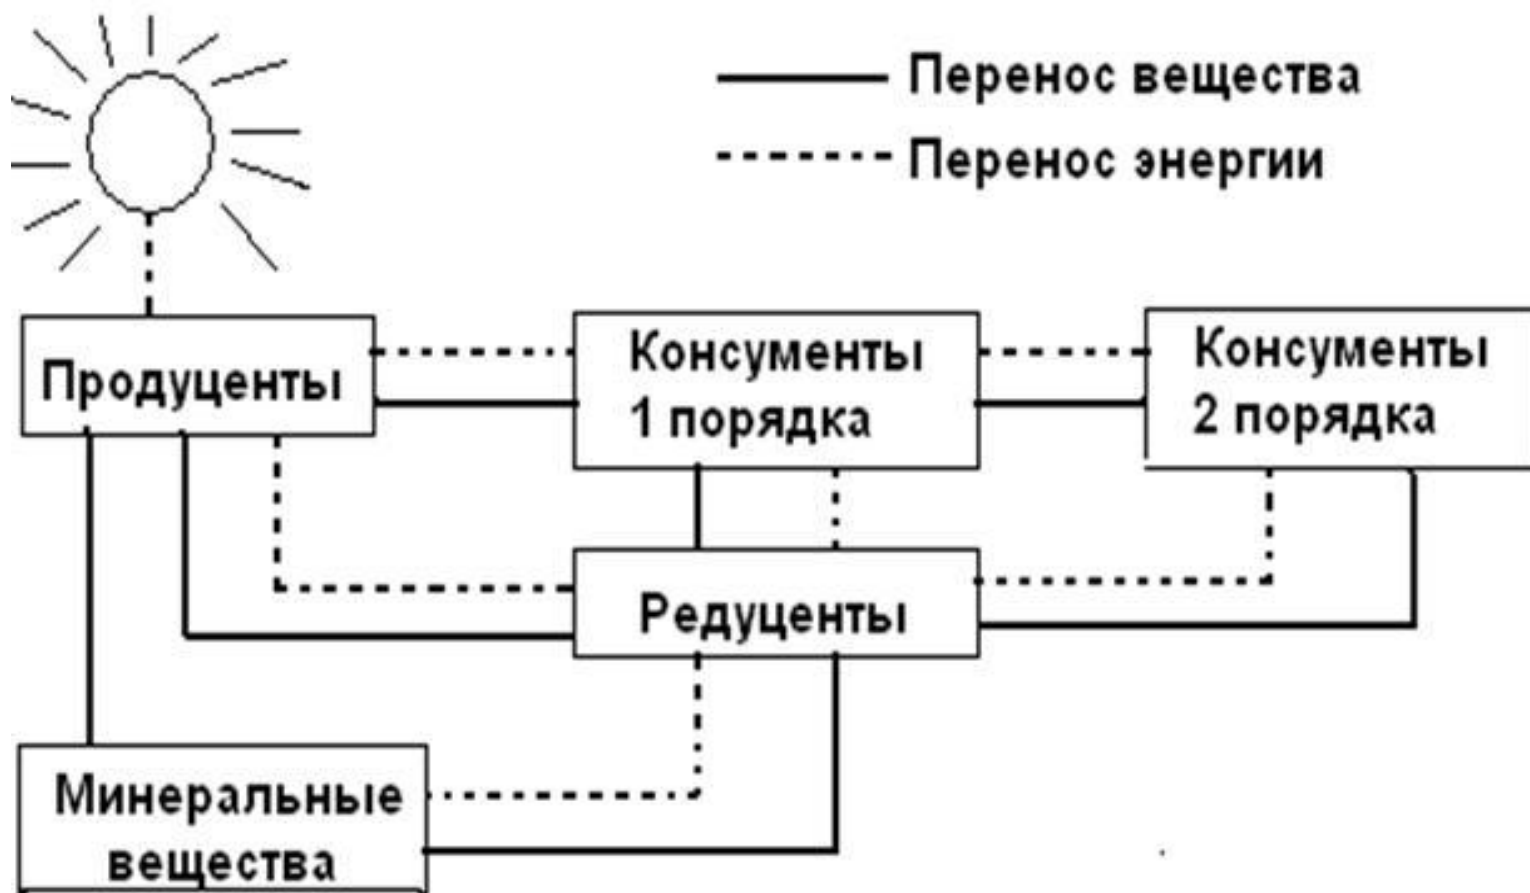 Перенос вещества
Перенос энергии
Продуценты
Консументы
1 порядка
Консументы
2 порядка
Редуценты
Минеральные
вещества